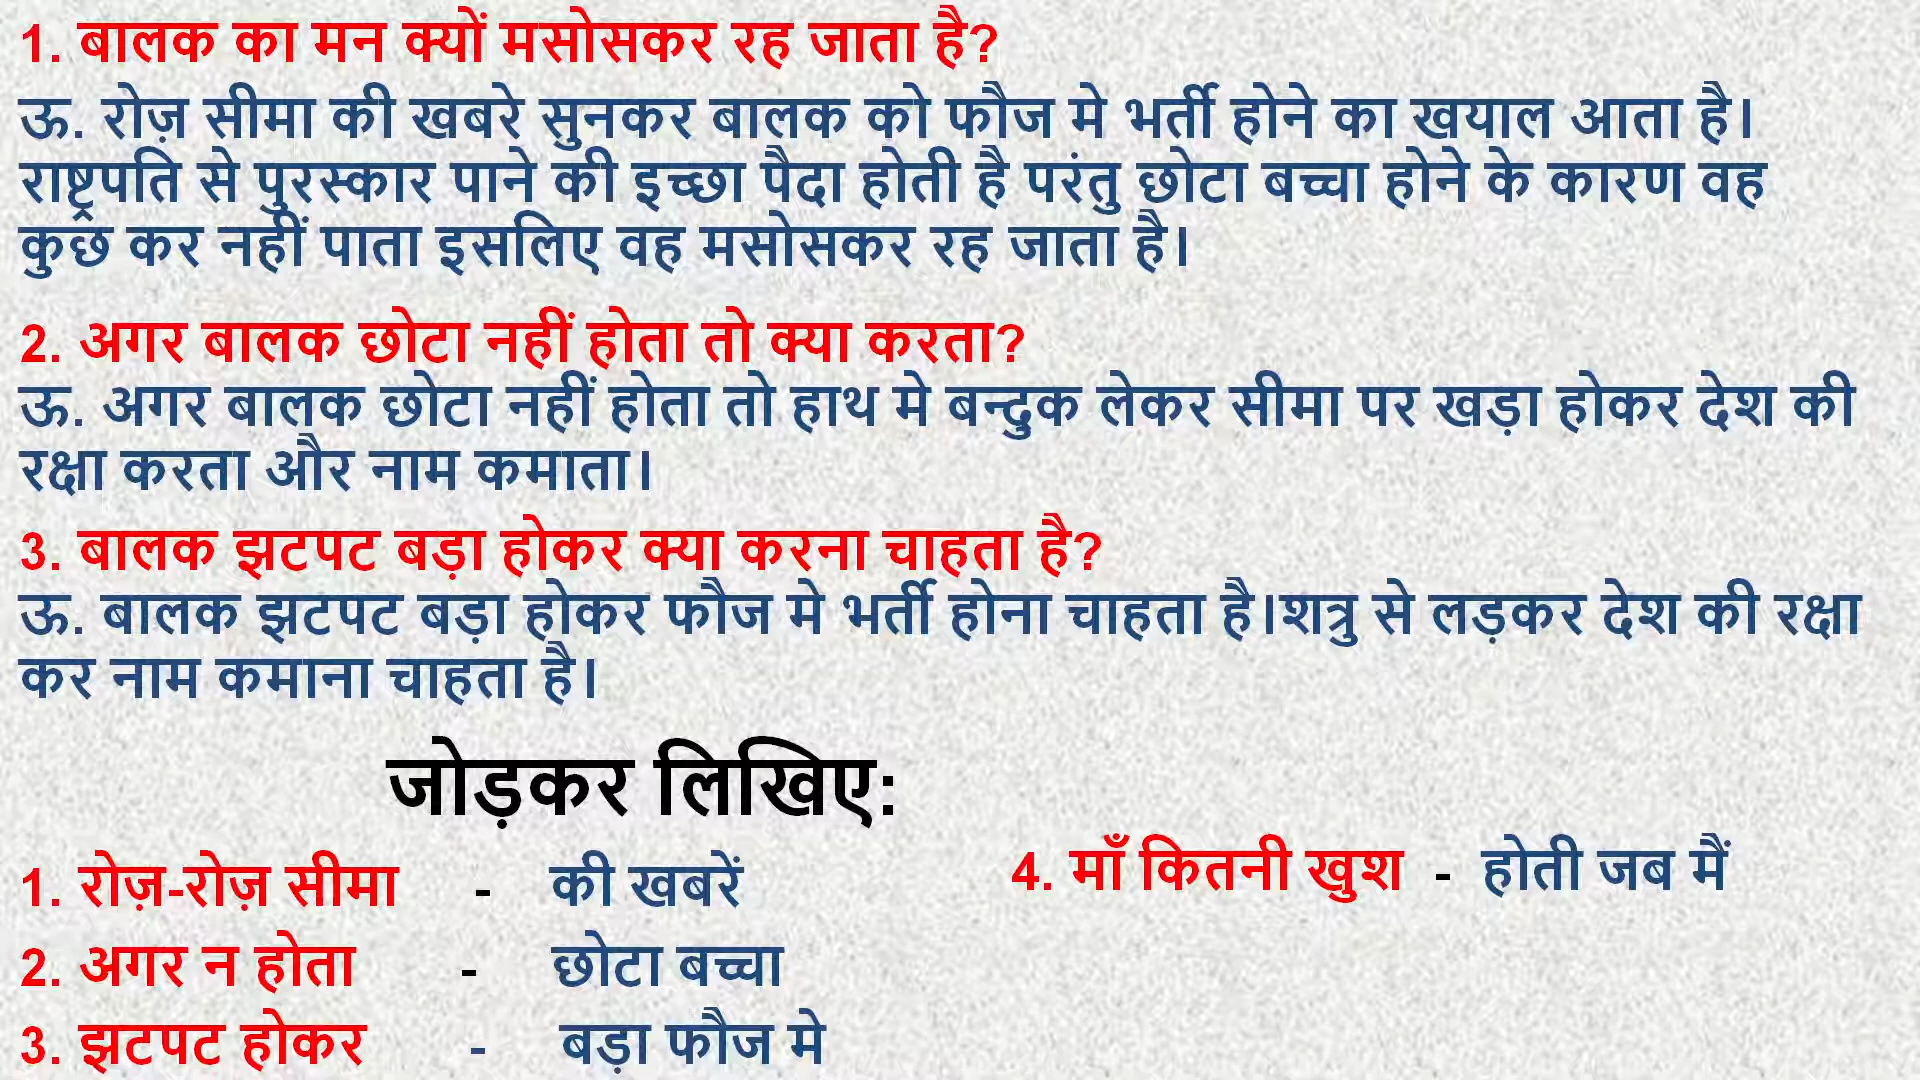 1. बालक का मन क्यों मसोसकर रह जाता है?
ऊ. रोज़ सीमा की खबरे सुनकर बालक को फौज मे भर्ती होने का खयाल आता है।
राष्ट्रपति से पुरस्कार पाने की इच्छा पैदा होती है परंतु छोटा बच्चा होने के कारण वह
कुछ कर नहीं पाता इसलिए वह मसोसकर रह जाता है।
2. अगर बालक छोटा नहीं होता तो क्या करता?
ऊ. अगर बालक छोटा नहीं होता तो हाथ मे बन्दुक लेकर सीमा पर खड़ा होकर देश की
रक्षा करता और नाम कमाता।
3. बालक झटपट बड़ा होकर क्या करना चाहता है?
ऊ. बालक झटपट बड़ा होकर फौज मे भर्ती होना चाहता है।शत्रु से लड़कर देश की रक्षा
कर नाम कमाना चाहता है।
जोड़कर लिखिए:
1. रोज़-रोज़ सीमा - की खबरें
2. अगर न होता - छोटा बच्चा
3. झटपट होकर - बड़ा फौज मे
4. माँ कितनी खुश - होती जब मैं